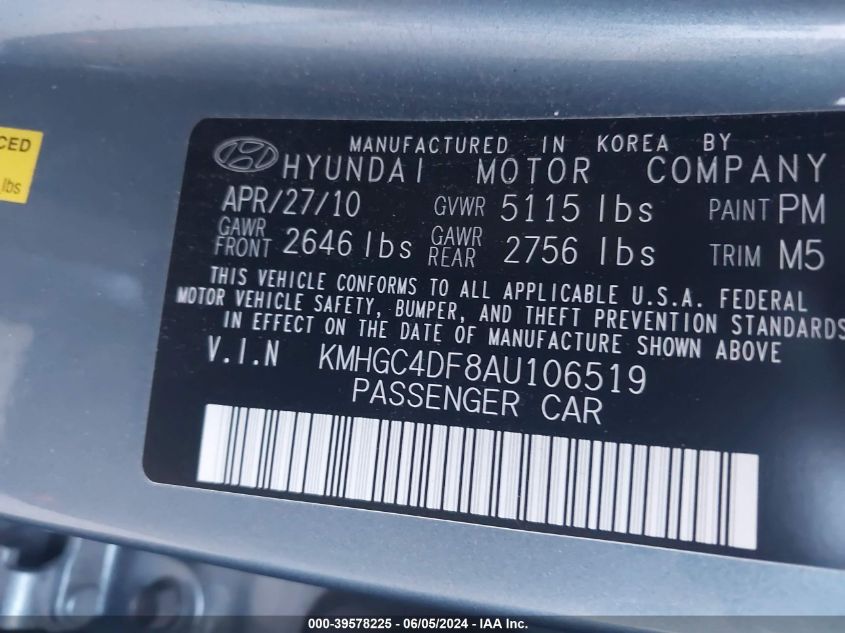 CED
lbs
MANUFACTURED IN KOREA BY
HYUNDAI MOTOR COMPANY
APR/27/10 GVWR 5115 lbs PAINT PM
GAWR FRONT 2646 lbs GAWR REAR 2756 lbs TRIM M5
THIS VEHICLE CONFORMS TO ALL APPLICABLE U.S.A. FEDERAL
MOTOR VEHICLE SAFETY, BUMPER, AND THEFT PREVENTION STANDARDS
IN EFFECT ON THE DATE OF MANUFACTURE SHOWN ABOVE
V.I.N KMHGC4DF8AU106519
PASSENGER CAR
000-39578225 - 06/05/2024 - IAAI.com